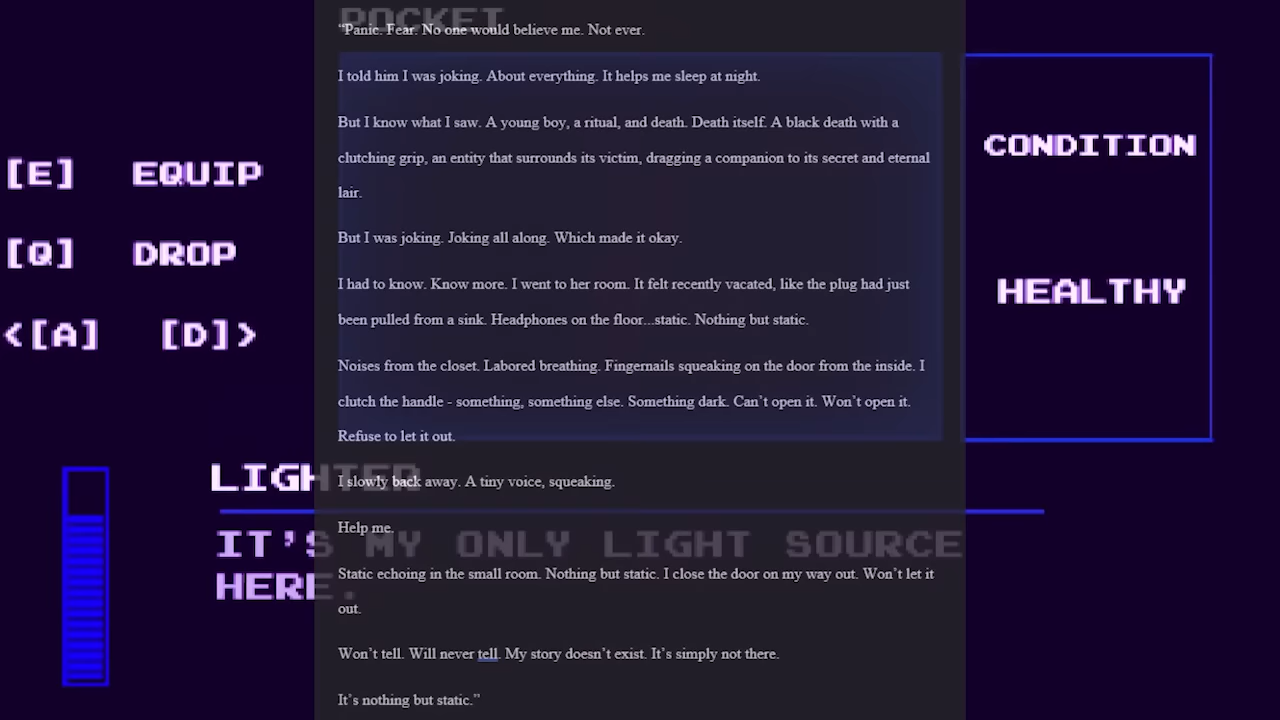 POCKET
“Panic. Fear. No one would believe me. Not ever.
I told him I was joking. About everything. It helps me sleep at night.
But I know what I saw. A young boy, a ritual, and death. Death itself. A black death with a
clutching grip, an entity that surrounds its victim, dragging a companion to its secret and eternal
lair.
But I was joking. Joking all along. Which made it okay.
I had to know. Know more. I went to her room. It felt recently vacated, like the plug had just
been pulled from a sink. Headphones on the floor...static. Nothing but static.
Noises from the closet. Labored breathing. Fingernails squeaking on the door from the inside. I
clutch the handle - something, something else. Something dark. Can’t open it. Won’t open it.
Refuse to let it out.
I slowly back away. A tiny voice, squeaking.
Help me.
Static echoing in the small room. Nothing but static. I close the door on my way out. Won’t let it
out.
Won’t tell. Will never tell. My story doesn’t exist. It’s simply not there.
It’s nothing but static.”
[E] EQUIP
[Q] DROP
<[A] [D]>
CONDITION
HEALTHY
LIGHTER
IT'S MY ONLY LIGHT SOURCE
HERE.